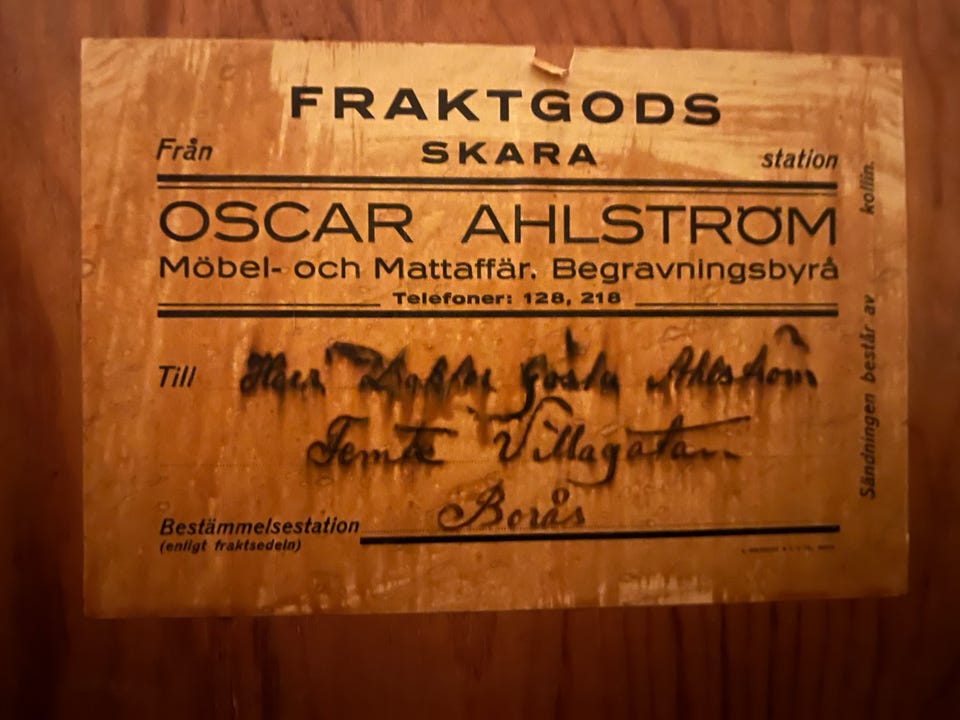 FRAKTGODS
Från SKARA station
OSCAR AHLSTRÖM
Möbel- och Mattaffär. Begravningsbyrå
Telefoner: 128, 218
Till Herr Doktor Gösta Ahlström
Femte Villagatan
Borås
Bestämmelsestation
(enligt fraktsedeln)
Sändningen består av kollin.